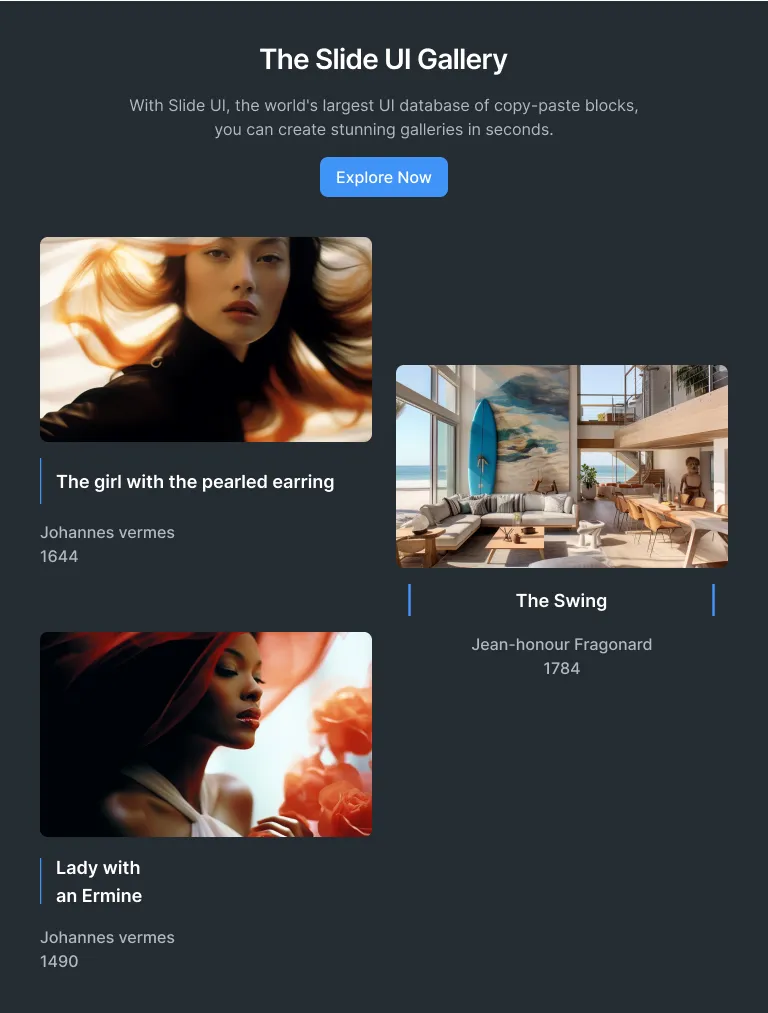 The Slide UI Gallery
With Slide UI, the world's largest UI database of copy-paste blocks,
you can create stunning galleries in seconds.
Explore Now
The girl with the pearled earring
Johannes vermes
1644
The Swing
Jean-honour Fragonard
1784
Lady with
an Ermine
Johannes vermes
1490